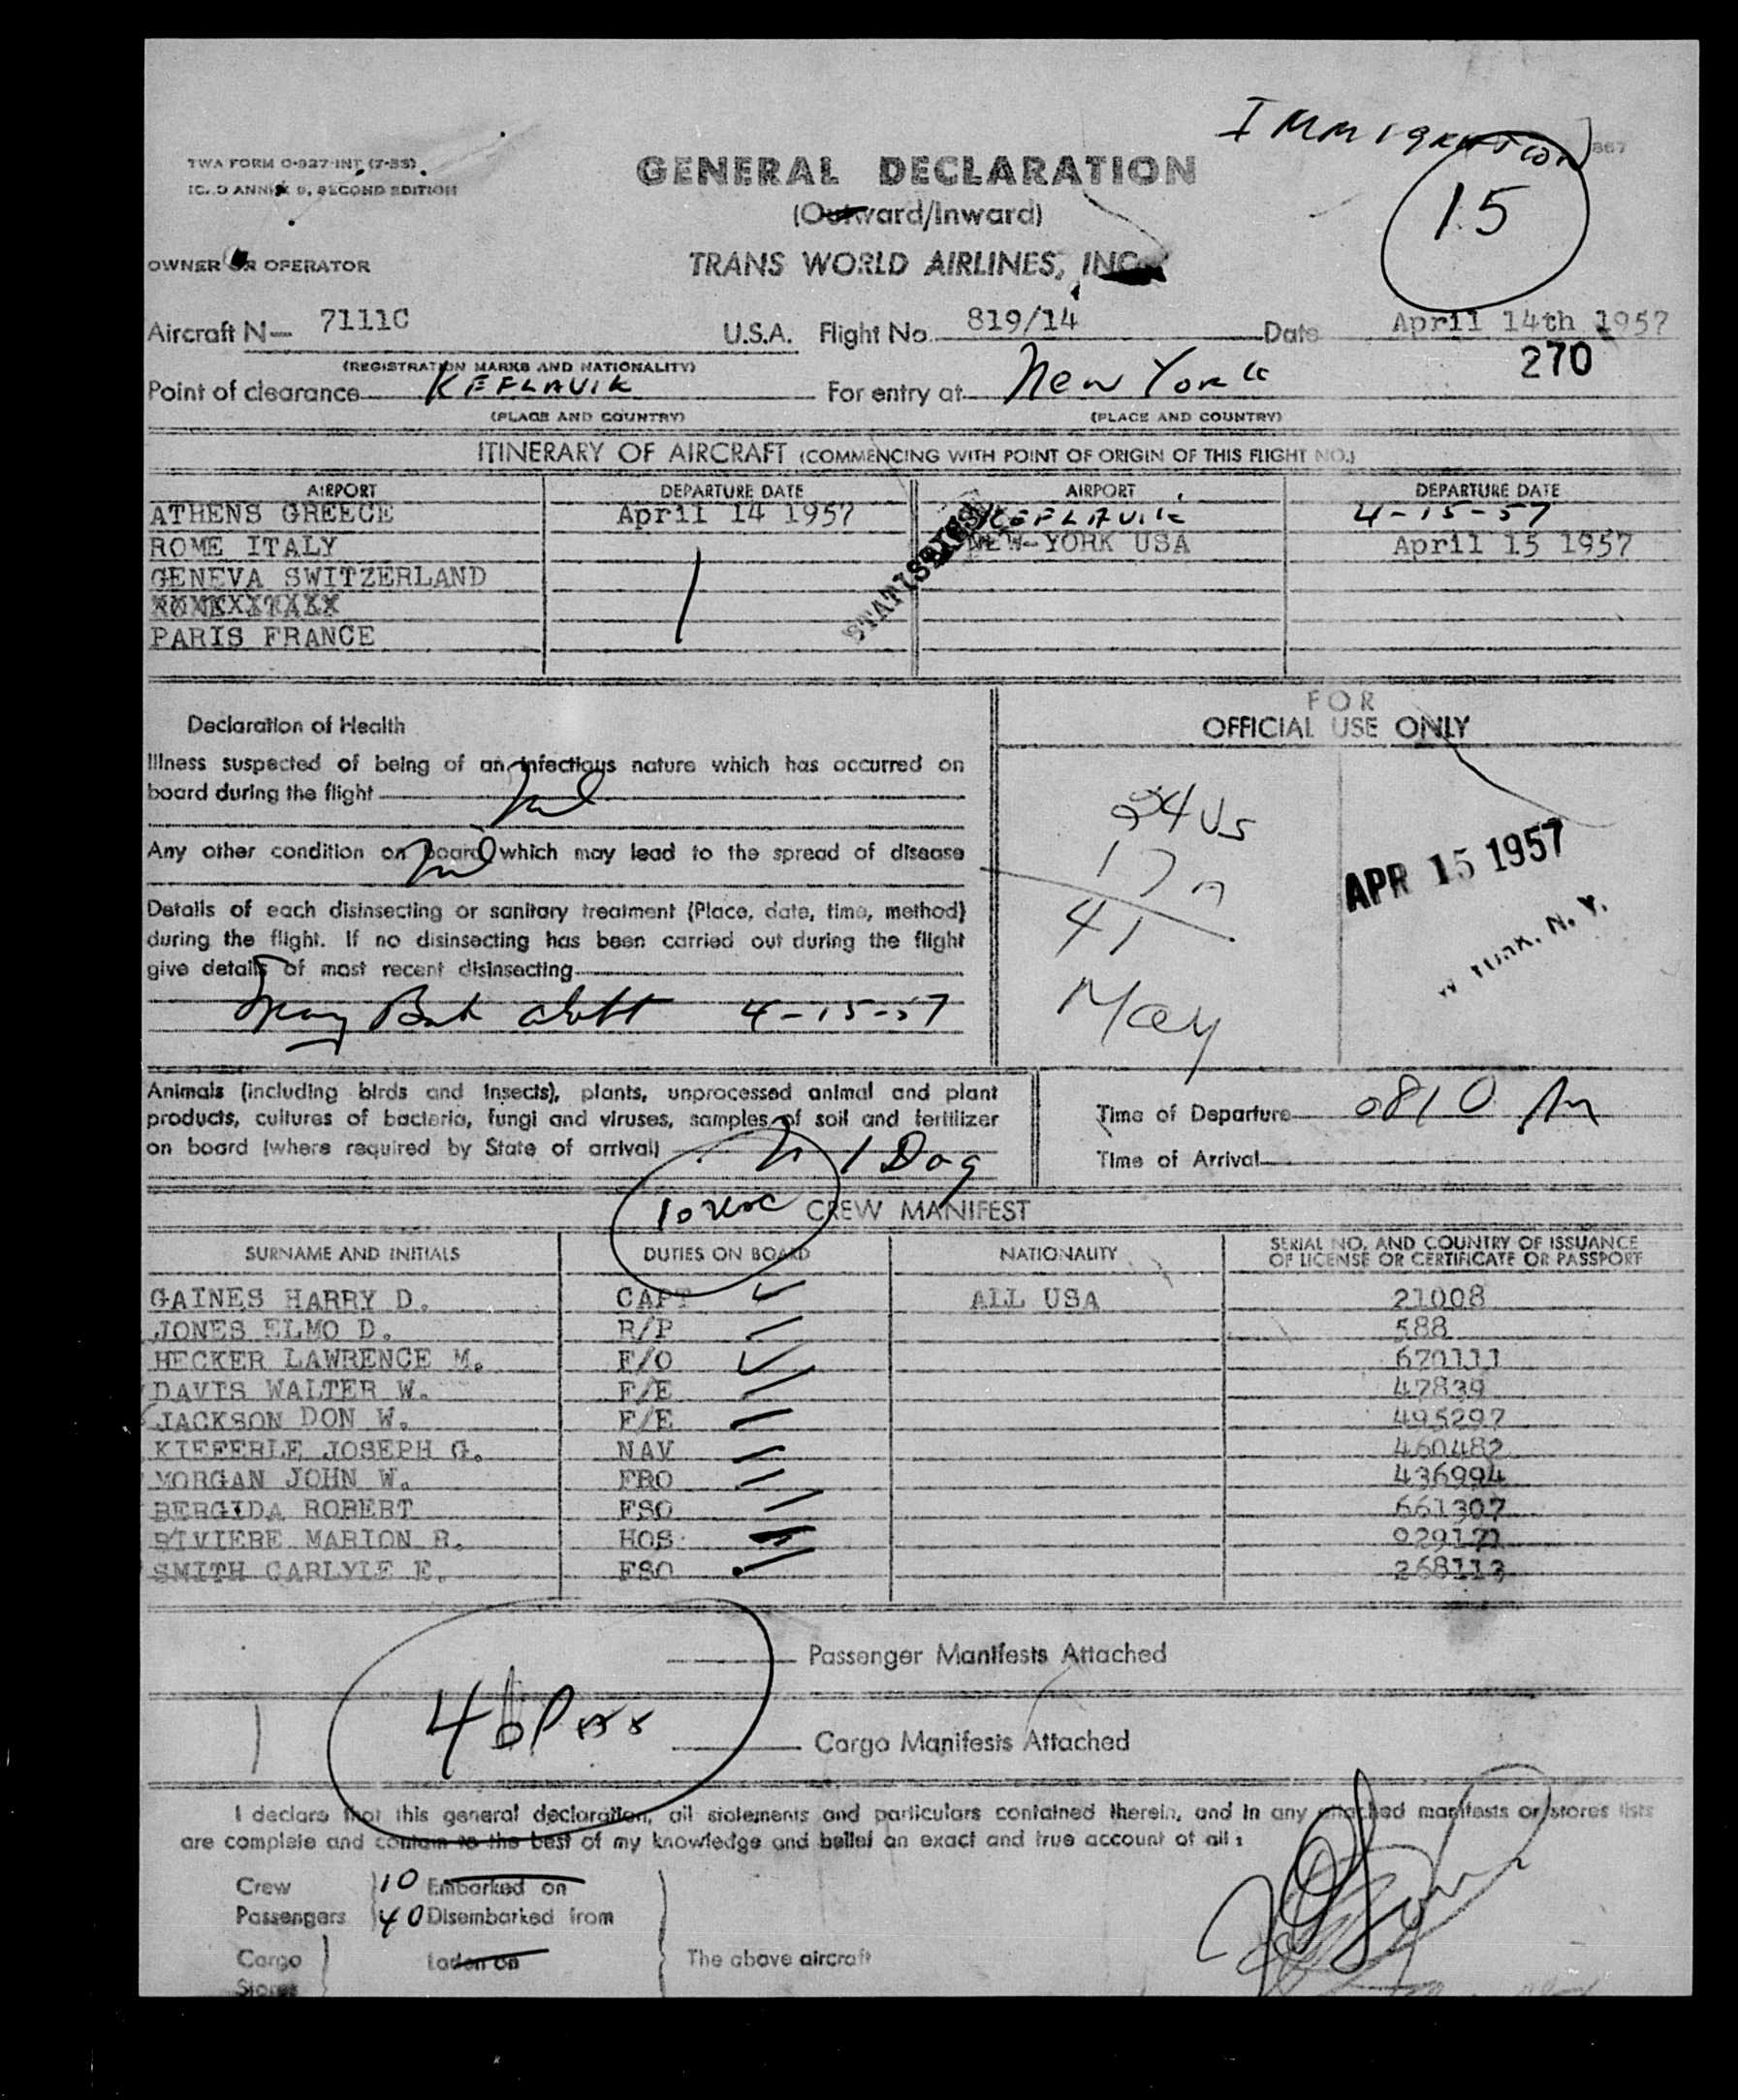 IMMIGRATION
867
TWA FORM O-927-INT. (7-55)
ICAO ANNEX 9, SECOND EDITION
GENERAL DECLARATION
15
(Outward/Inward)
OWNER OR OPERATOR
TRANS WORLD AIRLINES, INC.
Aircraft N— 7111C U.S.A. Flight No. 819/14 Date April 14th 1957
(REGISTRATION MARKS AND NATIONALITY)
270
Point of clearance KEFLAVIK For entry at New York
(PLACE AND COUNTRY) (PLACE AND COUNTRY)
ITINERARY OF AIRCRAFT (COMMENCING WITH POINT OF ORIGIN OF THIS FLIGHT NO.)
AIRPORT DEPARTURE DATE AIRPORT DEPARTURE DATE
ATHENS GREECE April 14 1957 KEFLAVIK 4-15-57
ROME ITALY NEW-YORK USA April 15 1957
GENEVA SWITZERLAND
PARIS FRANCE
Declaration of Health
FOR
OFFICIAL USE ONLY
Illness suspected of being of an infectious nature which has occurred on
board during the flight Nil
Any other condition on board which may lead to the spread of disease
Nil
Details of each disinsecting or sanitary treatment (Place, date, time, method)
during the flight. If no disinsecting has been carried out during the flight
give details of most recent disinsecting
4-15-57
24 US
17 A
41
May
APR 15 1957
YORK, N. Y.
Animals (including birds and insects), plants, unprocessed animal and plant
products, cultures of bacteria, fungi and viruses, samples of soil and fertilizer
on board (where required by State of arrival) 1 Dog
Time of Departure 0810 Am
Time of Arrival
CREW MANIFEST
SURNAME AND INITIALS DUTIES ON BOARD NATIONALITY SERIAL NO. AND COUNTRY OF ISSUANCE
OF LICENSE OR CERTIFICATE OR PASSPORT
GAINES HARRY D. CAPT ALL USA 21008
JONES ELMO D. R/P 588
HECKER LAWRENCE M. F/O 670111
DAVIS WALTER W. F/E 47839
JACKSON DON W. F/E 495297
KIEFERLE JOSEPH G. NAV 460482
MORGAN JOHN W. FRO 436994
BERGIDA ROBERT FSO 661307
RIVIERE MARION R. HOS
SMITH CARLYLE E. FSO 268113
Passenger Manifests Attached
46 Pass
Cargo Manifests Attached
I declare that this general declaration, all statements and particulars contained therein, and in any attached manifests or stores lists
are complete and contain to the best of my knowledge and belief an exact and true account of all:
Crew 10 Embarked on
Passengers 40 Disembarked from
Cargo Laden on The above aircraft
Stores